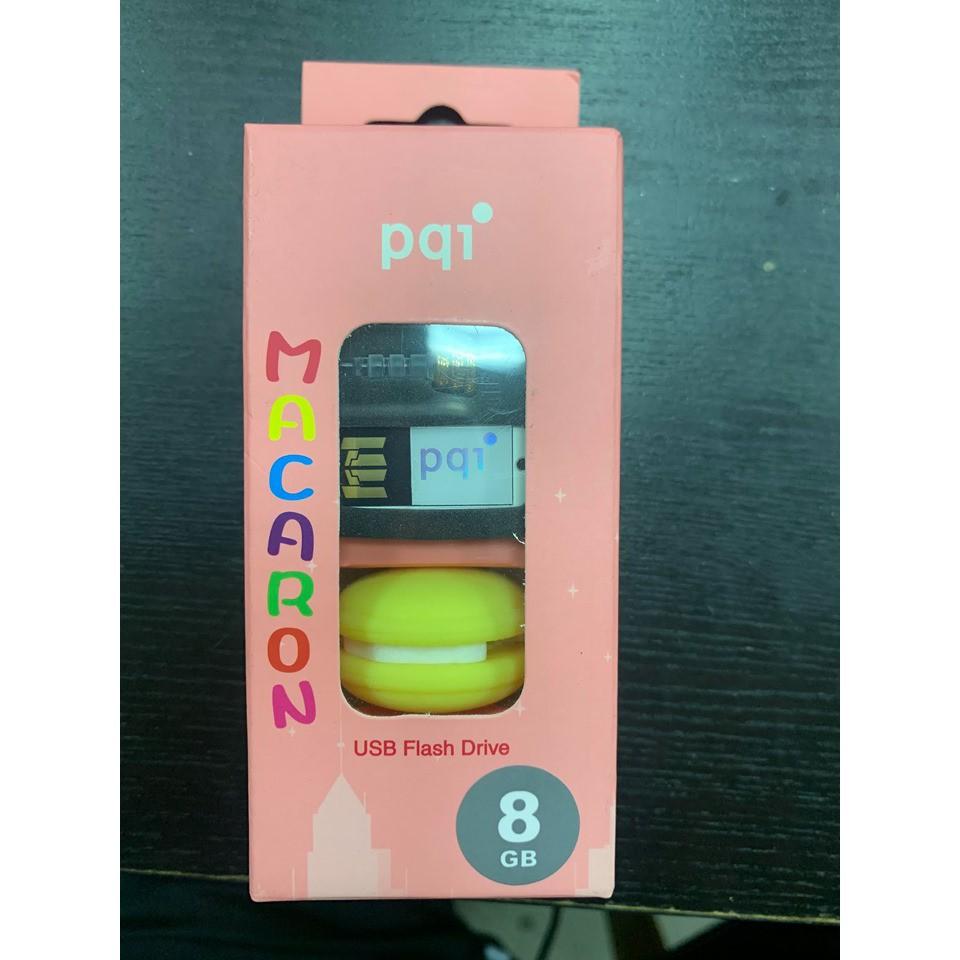 pqi
MACARON
pqi
USB Flash Drive
8
GB